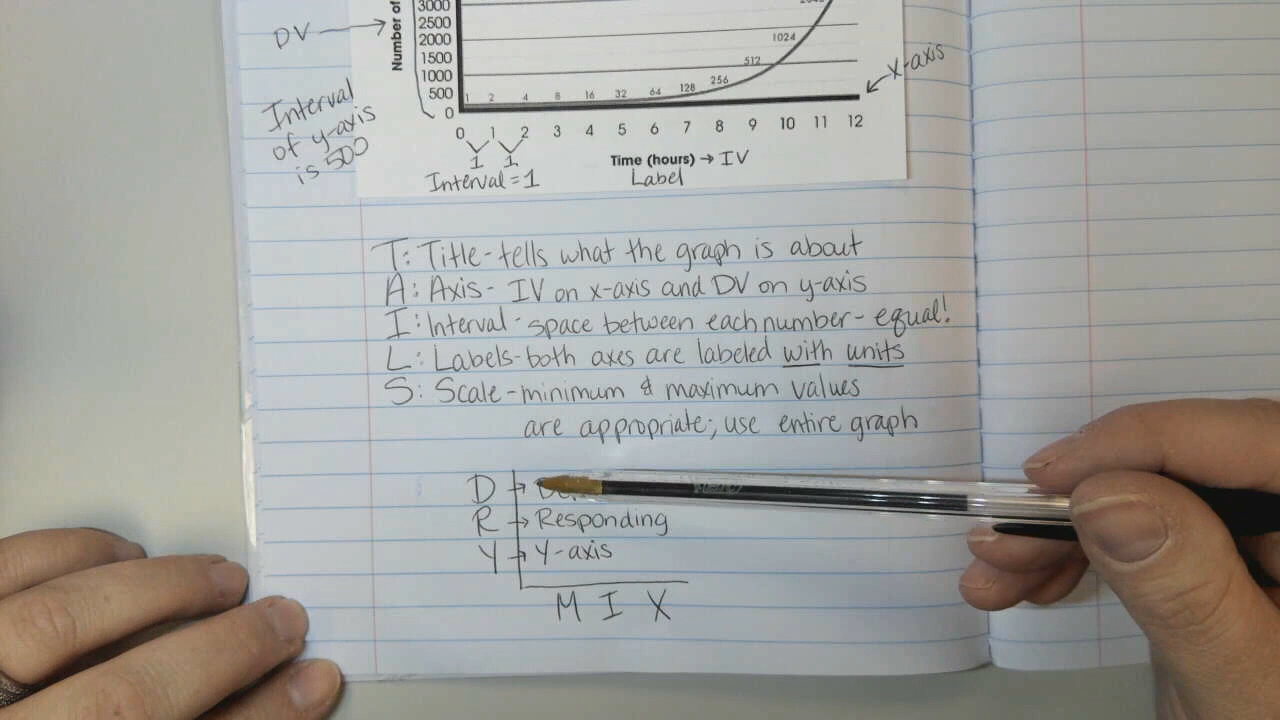 3000
2500
2000
1500
1000
500
0
Number of
DV →
Interval
of y-axis
is 500
1 2 4 8 16 32 64 128 256 512 1024
x-axis
0 1 2 3 4 5 6 7 8 9 10 11 12
1 1
Time (hours) → IV
Interval = 1
Label
T: Title - tells what the graph is about
A: Axis - IV on x-axis and DV on y-axis
I: Interval - space between each number - equal!
L: Labels - both axes are labeled with units
S: Scale - minimum & maximum values
are appropriate; use entire graph
D →
R → Responding
Y → Y-axis
M I X